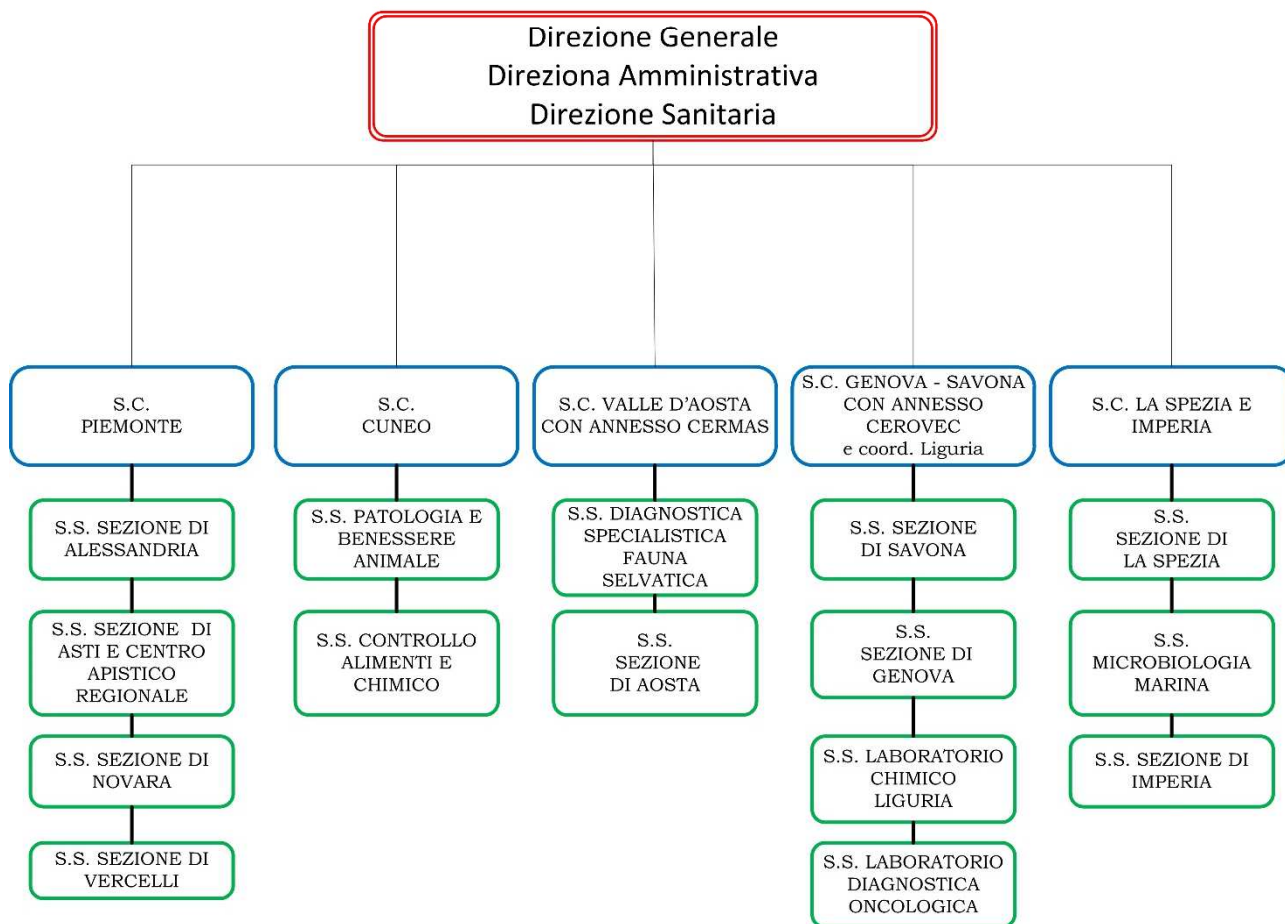 Direzione Generale
Direziona Amministrativa
Direzione Sanitaria
S.C.
PIEMONTE
S.C.
CUNEO
S.C. VALLE D'AOSTA
CON ANNESSO CERMAS
S.C. GENOVA - SAVONA
CON ANNESSO
CEROVEC
e coord. Liguria
S.C. LA SPEZIA E
IMPERIA
S.S. SEZIONE DI
ALESSANDRIA
S.S. PATOLOGIA E
BENESSERE
ANIMALE
S.S. DIAGNOSTICA
SPECIALISTICA
FAUNA
SELVATICA
S.S. SEZIONE
DI SAVONA
S.S.
SEZIONE DI
LA SPEZIA
S.S. SEZIONE  DI
ASTI E CENTRO
APISTICO
REGIONALE
S.S. CONTROLLO
ALIMENTI E
CHIMICO
S.S.
SEZIONE
DI AOSTA
S.S.
SEZIONE DI
GENOVA
S.S.
MICROBIOLOGIA
MARINA
S.S. SEZIONE DI
NOVARA
S.S. LABORATORIO
CHIMICO
LIGURIA
S.S. SEZIONE DI
IMPERIA
S.S. SEZIONE DI
VERCELLI
S.S. LABORATORIO
DIAGNOSTICA
ONCOLOGICA